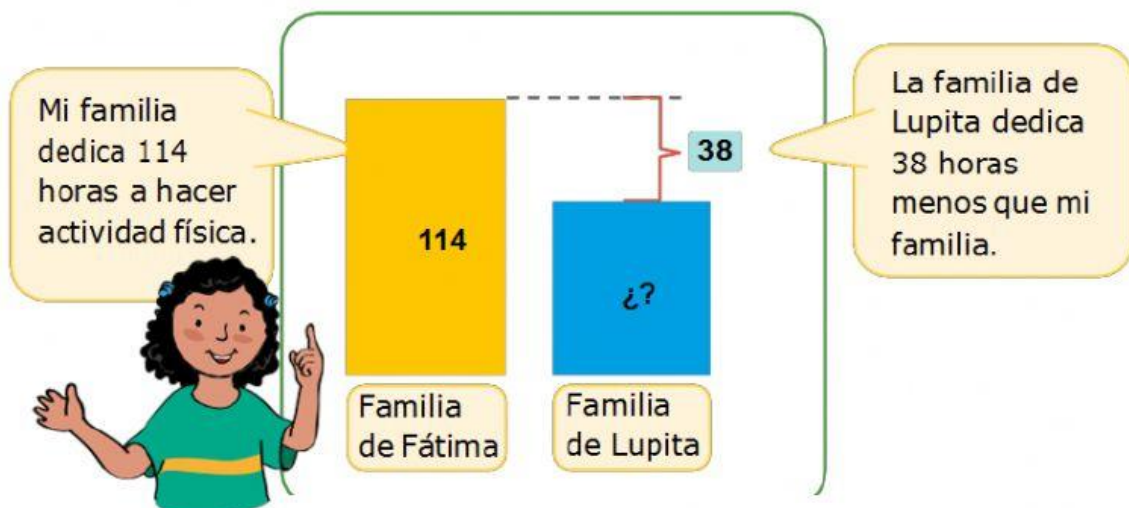 Mi familia
dedica 114
horas a hacer
actividad física.
114
Familia
de Fátima
¿?
Familia
de Lupita
38
La familia de
Lupita dedica
38 horas
menos que mi
familia.